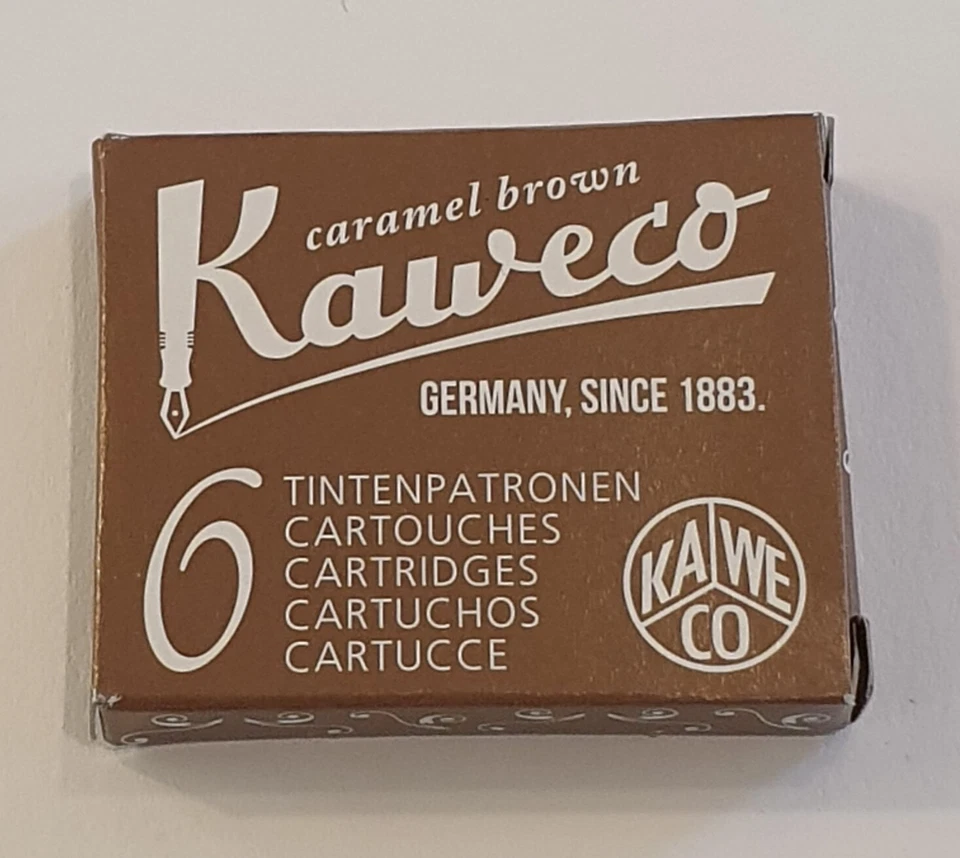 caramel brown
Kaweco
GERMANY, SINCE 1883.
6
TINTENPATRONEN
CARTOUCHES
CARTRIDGES
CARTUCHOS
CARTUCCE
KA WE
CO